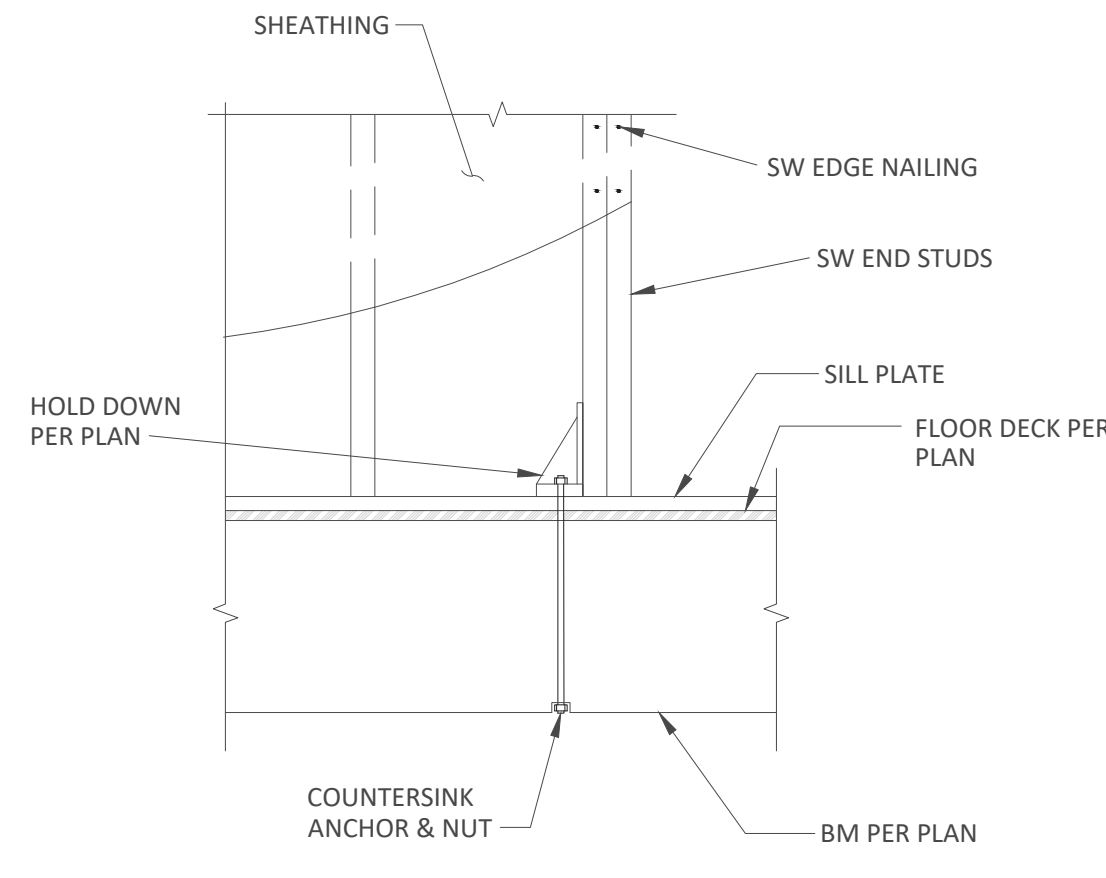 SHEATHING
SW EDGE NAILING
SW END STUDS
SILL PLATE
HOLD DOWN
PER PLAN
FLOOR DECK PER
PLAN
COUNTERSINK
ANCHOR & NUT
BM PER PLAN